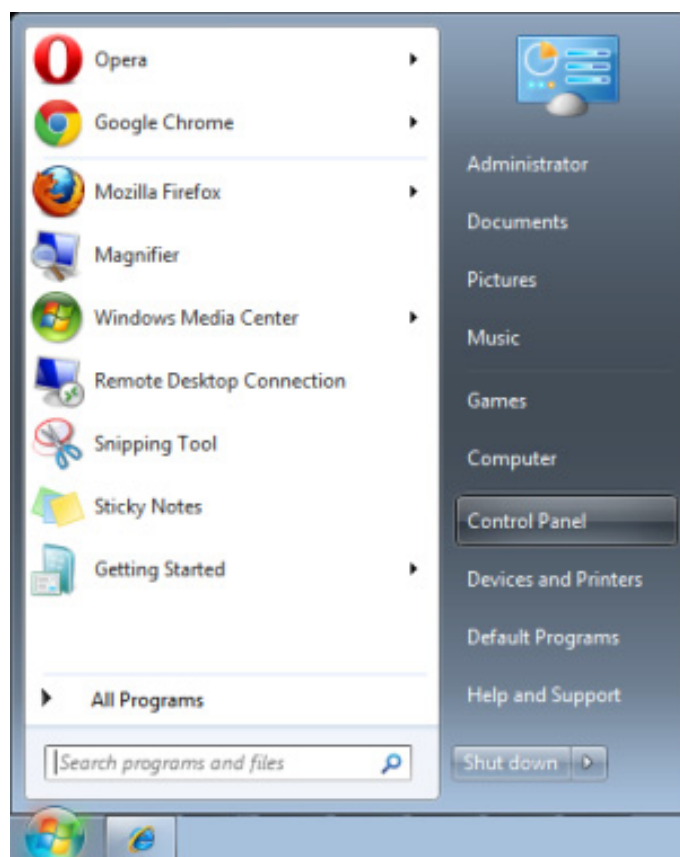 Opera
Google Chrome
Mozilla Firefox
Magnifier
Windows Media Center
Remote Desktop Connection
Snipping Tool
Sticky Notes
Getting Started
All Programs
Search programs and files
Administrator
Documents
Pictures
Music
Games
Computer
Control Panel
Devices and Printers
Default Programs
Help and Support
Shut down